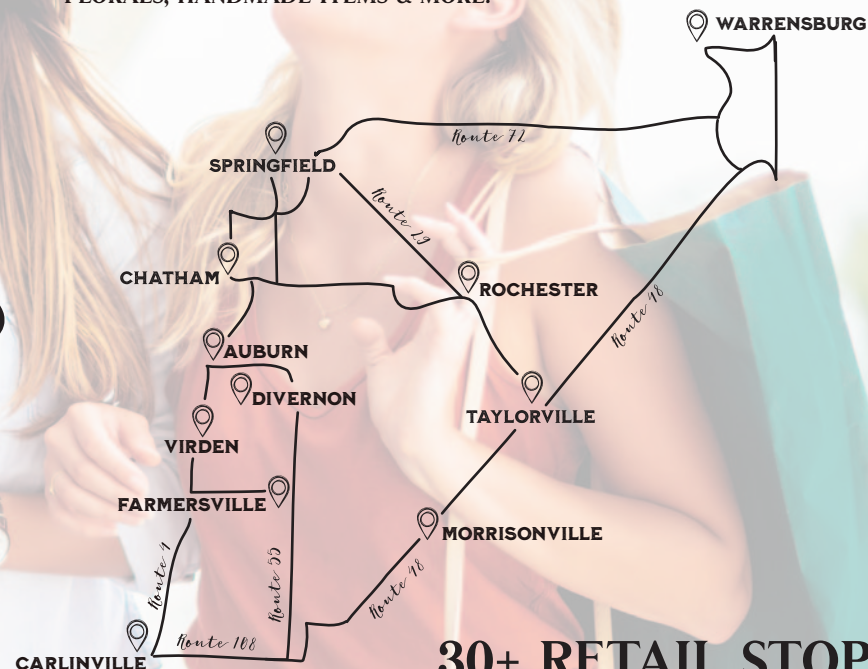 FLORALS, HANDMADE ITEMS & MORE.
WARRENSBURG
Route 72
SPRINGFIELD
Route 29
CHATHAM
ROCHESTER
Route 48
AUBURN
DIVERNON
TAYLORVILLE
VIRDEN
FARMERSVILLE
MORRISONVILLE
Route 4
Route 55
Route 48
Route 108
CARLINVILLE
30+ RETAIL STOP